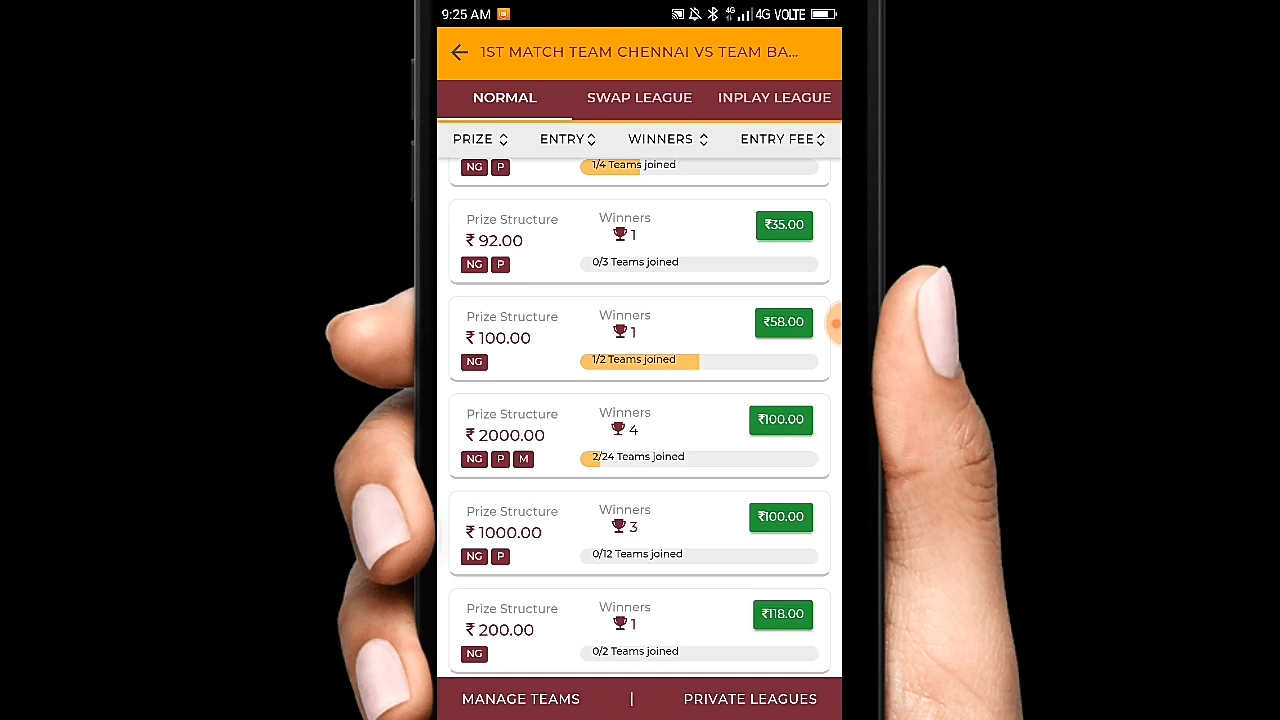 9:25 AM 4G 4G VOLTE
1ST MATCH TEAM CHENNAI VS TEAM BA...
NORMAL SWAP LEAGUE INPLAY LEAGUE
PRIZE ENTRY WINNERS ENTRY FEE
NG P 1/4 Teams joined
Prize Structure Winners ₹35.00
₹ 92.00 1
NG P 0/3 Teams joined
Prize Structure Winners ₹58.00
₹ 100.00 1
NG 1/2 Teams joined
Prize Structure Winners ₹100.00
₹ 2000.00 4
NG P M 2/24 Teams joined
Prize Structure Winners ₹100.00
₹ 1000.00 3
NG P 0/12 Teams joined
Prize Structure Winners ₹118.00
₹ 200.00 1
NG 0/2 Teams joined
MANAGE TEAMS | PRIVATE LEAGUES